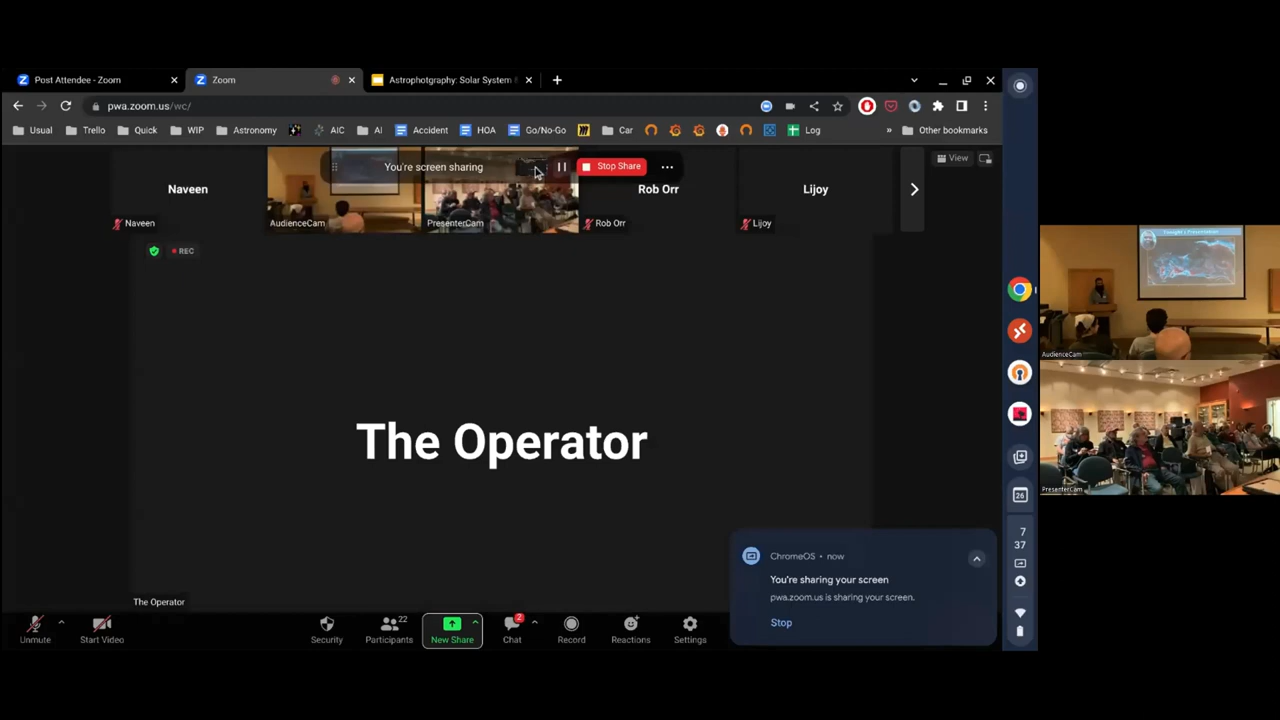 Post Attendee - Zoom
Zoom
Astrophotgraphy: Solar System
pwa.zoom.us/wc/
Usual
Trello
Quick
WIP
Astronomy
AIC
AI
Accident
HOA
Go/No-Go
Car
Log
»
Other bookmarks
You're screen sharing
Stop Share
View
Naveen
Rob Orr
Lijoy
Naveen
AudienceCam
PresenterCam
Rob Orr
Lijoy
REC
Tonight's Presentation
AudienceCam
The Operator
PresenterCam
26
7
37
ChromeOS • now
You're sharing your screen
pwa.zoom.us is sharing your screen.
Stop
The Operator
Unmute
Start Video
Security
22
Participants
New Share
2
Chat
Record
Reactions
Settings